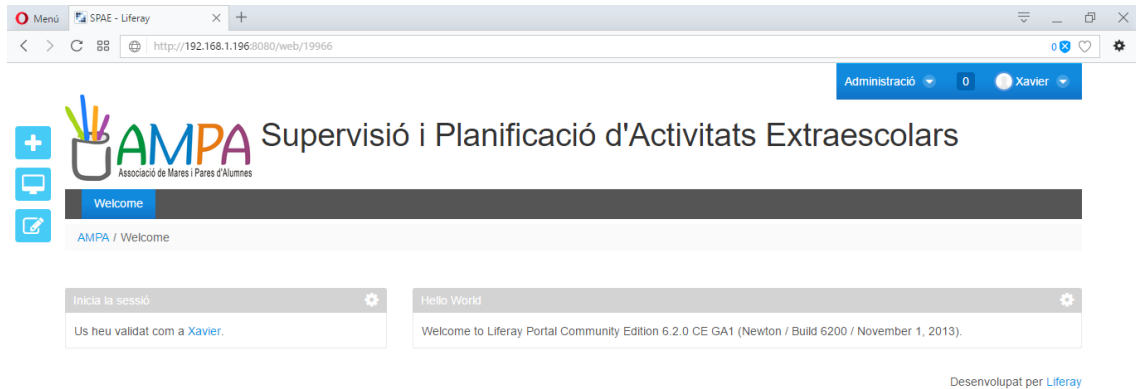 Menú SPAE - Liferay
http://192.168.1.196:8080/web/19966 0
Administració 0 Xavier
AMPA Supervisió i Planificació d'Activitats Extraescolars
Associació de Mares i Pares d'Alumnes
Welcome
AMPA / Welcome
Inicia la sessió Hello World
Us heu validat com a Xavier. Welcome to Liferay Portal Community Edition 6.2.0 CE GA1 (Newton / Build 6200 / November 1, 2013).
Desenvolupat per Liferay